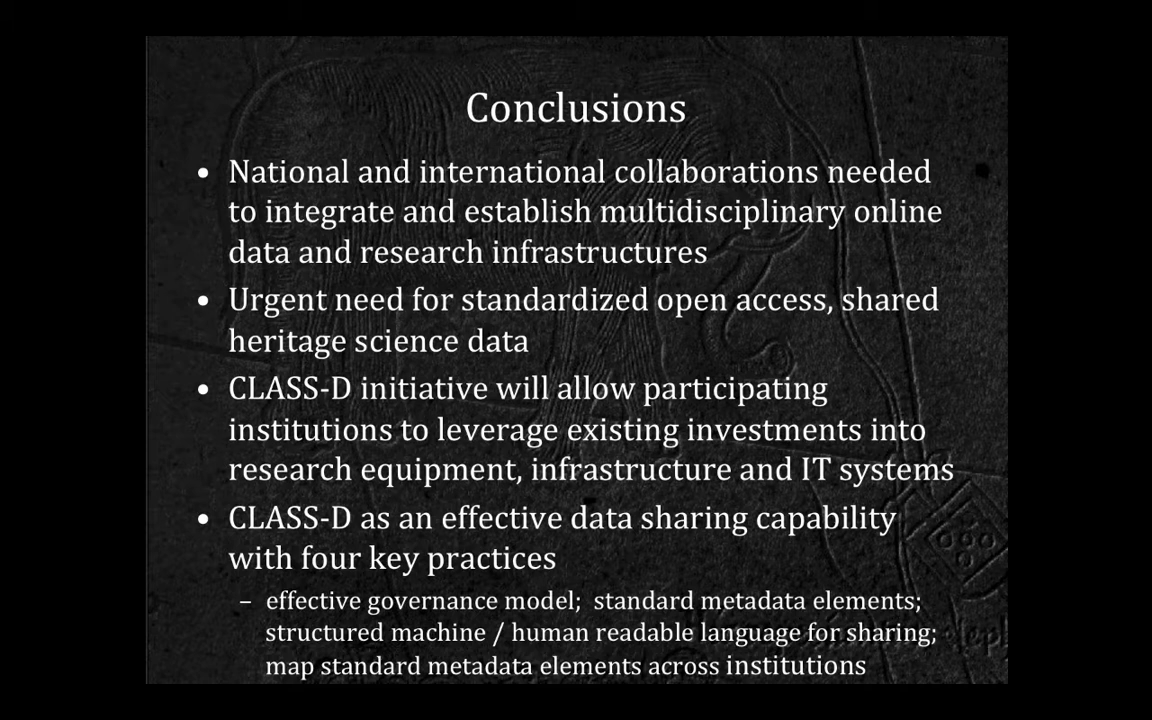 Conclusions
• National and international collaborations needed
to integrate and establish multidisciplinary online
data and research infrastructures
• Urgent need for standardized open access, shared
heritage science data
• CLASS-D initiative will allow participating
institutions to leverage existing investments into
research equipment, infrastructure and IT systems
• CLASS-D as an effective data sharing capability
with four key practices
– effective governance model;  standard metadata elements;
structured machine / human readable language for sharing;
map standard metadata elements across institutions